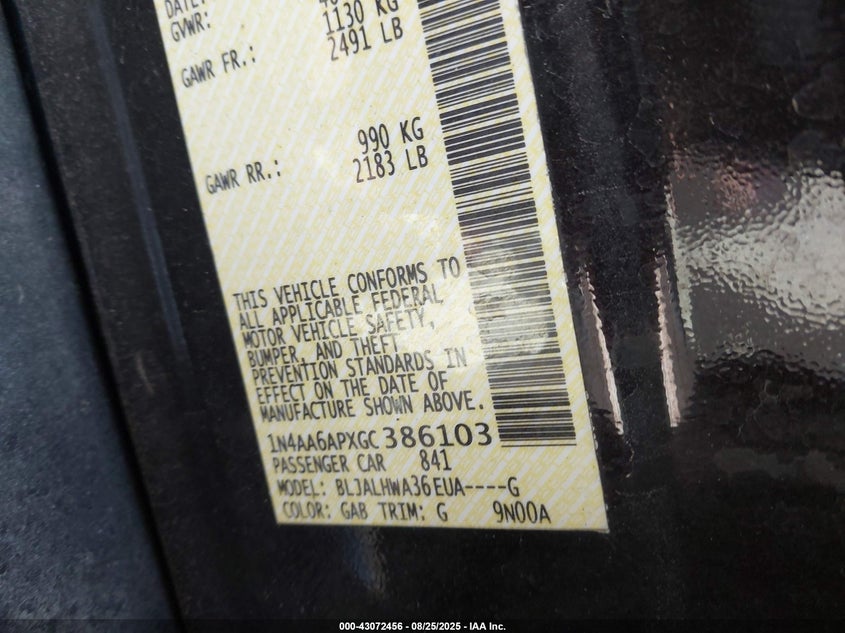 DATE:
GVWR: 1130 KG
GAWR FR.: 2491 LB
990 KG
GAWR RR.: 2183 LB
THIS VEHICLE CONFORMS TO
ALL APPLICABLE FEDERAL
MOTOR VEHICLE SAFETY,
BUMPER, AND THEFT
PREVENTION STANDARDS IN
EFFECT ON THE DATE OF
MANUFACTURE SHOWN ABOVE.
1N4AA6APXGC386103
PASSENGER CAR 841
MODEL: BLJALHWA36EUA----G
COLOR: GAB TRIM: G 9N00A
000-43072456 - 08/25/2025 - IAA Inc.